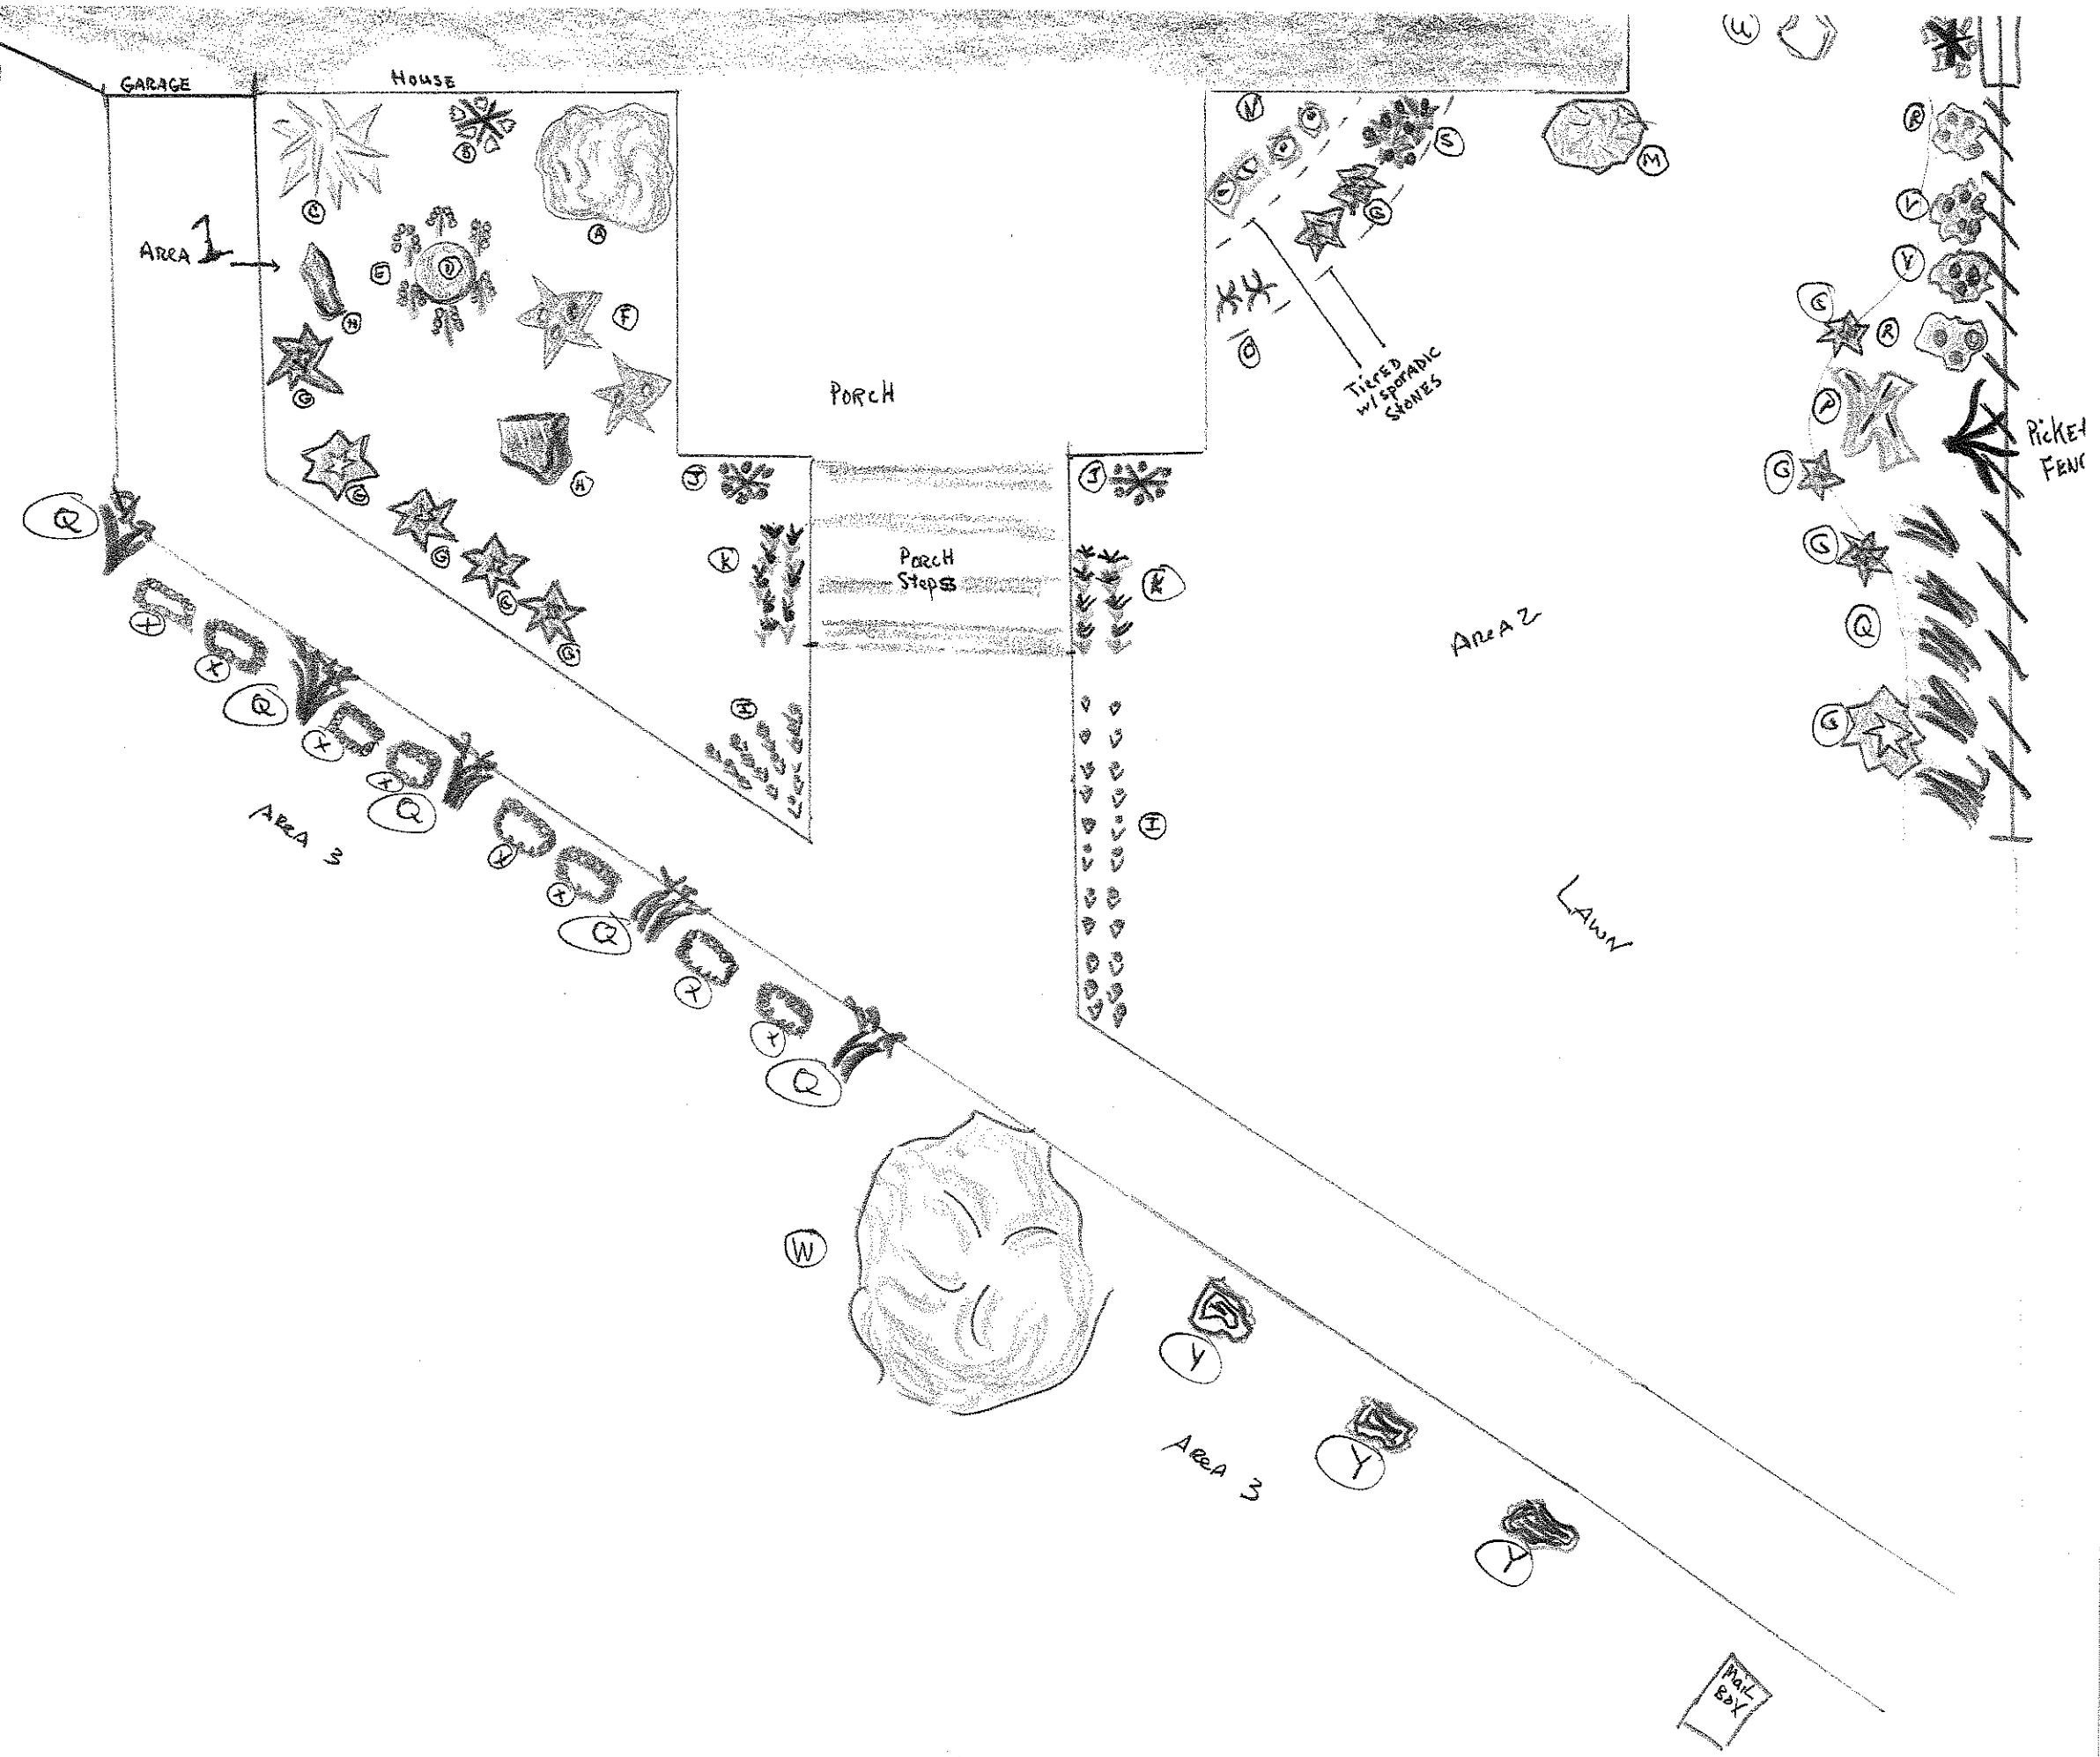 U
GARAGE
HOUSE
N
S
R
M
B
C
A
G
V
AREA 1
E
D
V
H
F
G
R
O
TIERED
W/ SPORADIC
STONES
G
PORCH
P
PICKET
G
G
H
J
J
Q
G
G
K
PORCH
STEPS
K
G
X
G
Q
AREA 2
X
Q
I
G
X
X
Q
AREA 3
I
X
X
LAWN
Q
X
X
Q
W
Y
AREA 3
Y
Y
MAIL
BOX